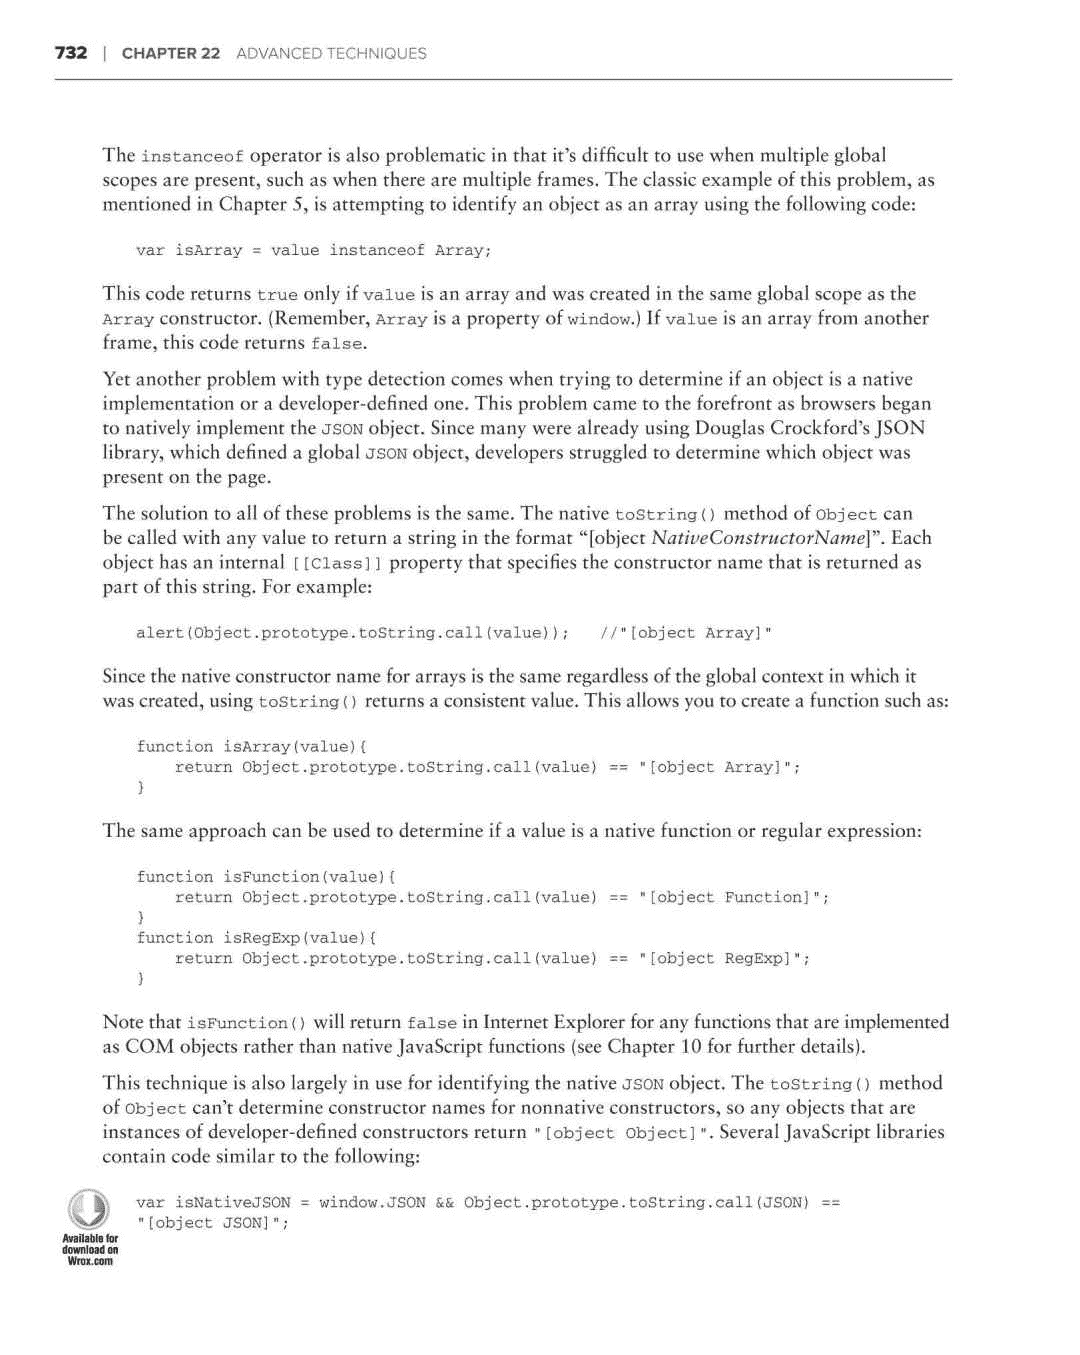 732 | CHAPTER 22 ADVANCED TECHNIQUES
The instanceof operator is also problematic in that it's difficult to use when multiple global
scopes are present, such as when there are multiple frames. The classic example of this problem, as
mentioned in Chapter 5, is attempting to identify an object as an array using the following code:
var isArray = value instanceof Array;
This code returns true only if value is an array and was created in the same global scope as the
Array constructor. (Remember, Array is a property of window.) If value is an array from another
frame, this code returns false.
Yet another problem with type detection comes when trying to determine if an object is a native
implementation or a developer-defined one. This problem came to the forefront as browsers began
to natively implement the JSON object. Since many were already using Douglas Crockford's JSON
library, which defined a global JSON object, developers struggled to determine which object was
present on the page.
The solution to all of these problems is the same. The native toString() method of Object can
be called with any value to return a string in the format “[object NativeConstructorName]”. Each
object has an internal [[Class]] property that specifies the constructor name that is returned as
part of this string. For example:
alert(Object.prototype.toString.call(value)); //"[object Array]"
Since the native constructor name for arrays is the same regardless of the global context in which it
was created, using toString() returns a consistent value. This allows you to create a function such as:
function isArray(value){
return Object.prototype.toString.call(value) == "[object Array]";
}
The same approach can be used to determine if a value is a native function or regular expression:
function isFunction(value){
return Object.prototype.toString.call(value) == "[object Function]";
}
function isRegExp(value){
return Object.prototype.toString.call(value) == "[object RegExp]";
}
Note that isFunction() will return false in Internet Explorer for any functions that are implemented
as COM objects rather than native JavaScript functions (see Chapter 10 for further details).
This technique is also largely in use for identifying the native JSON object. The toString() method
of Object can't determine constructor names for nonnative constructors, so any objects that are
instances of developer-defined constructors return "[object Object]". Several JavaScript libraries
contain code similar to the following:
var isNativeJSON = window.JSON && Object.prototype.toString.call(JSON) ==
"[object JSON]";
Available for
download on
Wrox.com